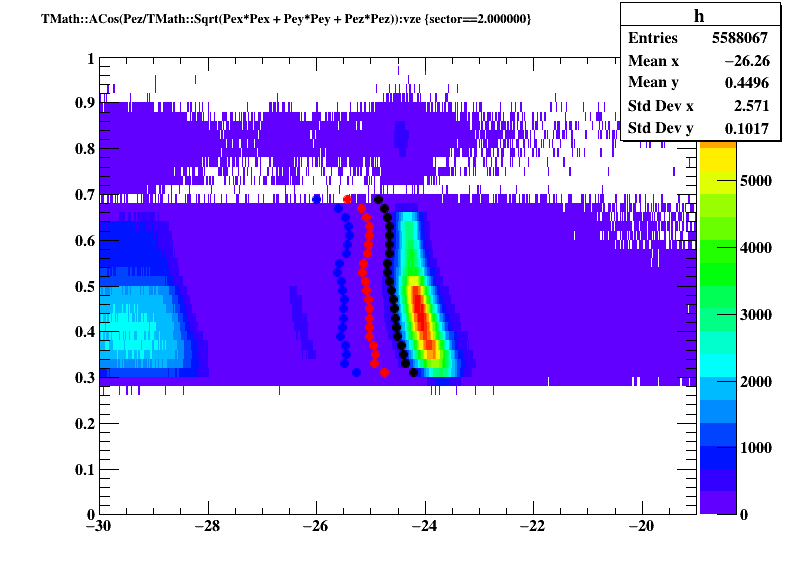 TMath::ACos(Pez/TMath::Sqrt(Pex*Pex + Pey*Pey + Pez*Pez)):vze {sector==2.000000}
h
Entries 5588067
Mean x −26.26
Mean y 0.4496
Std Dev x 2.571
Std Dev y 0.1017
1
0.9
0.8
0.7
0.6
0.5
0.4
0.3
0.2
0.1
0
−30 −28 −26 −24 −22 −20
5000
4000
3000
2000
1000
0